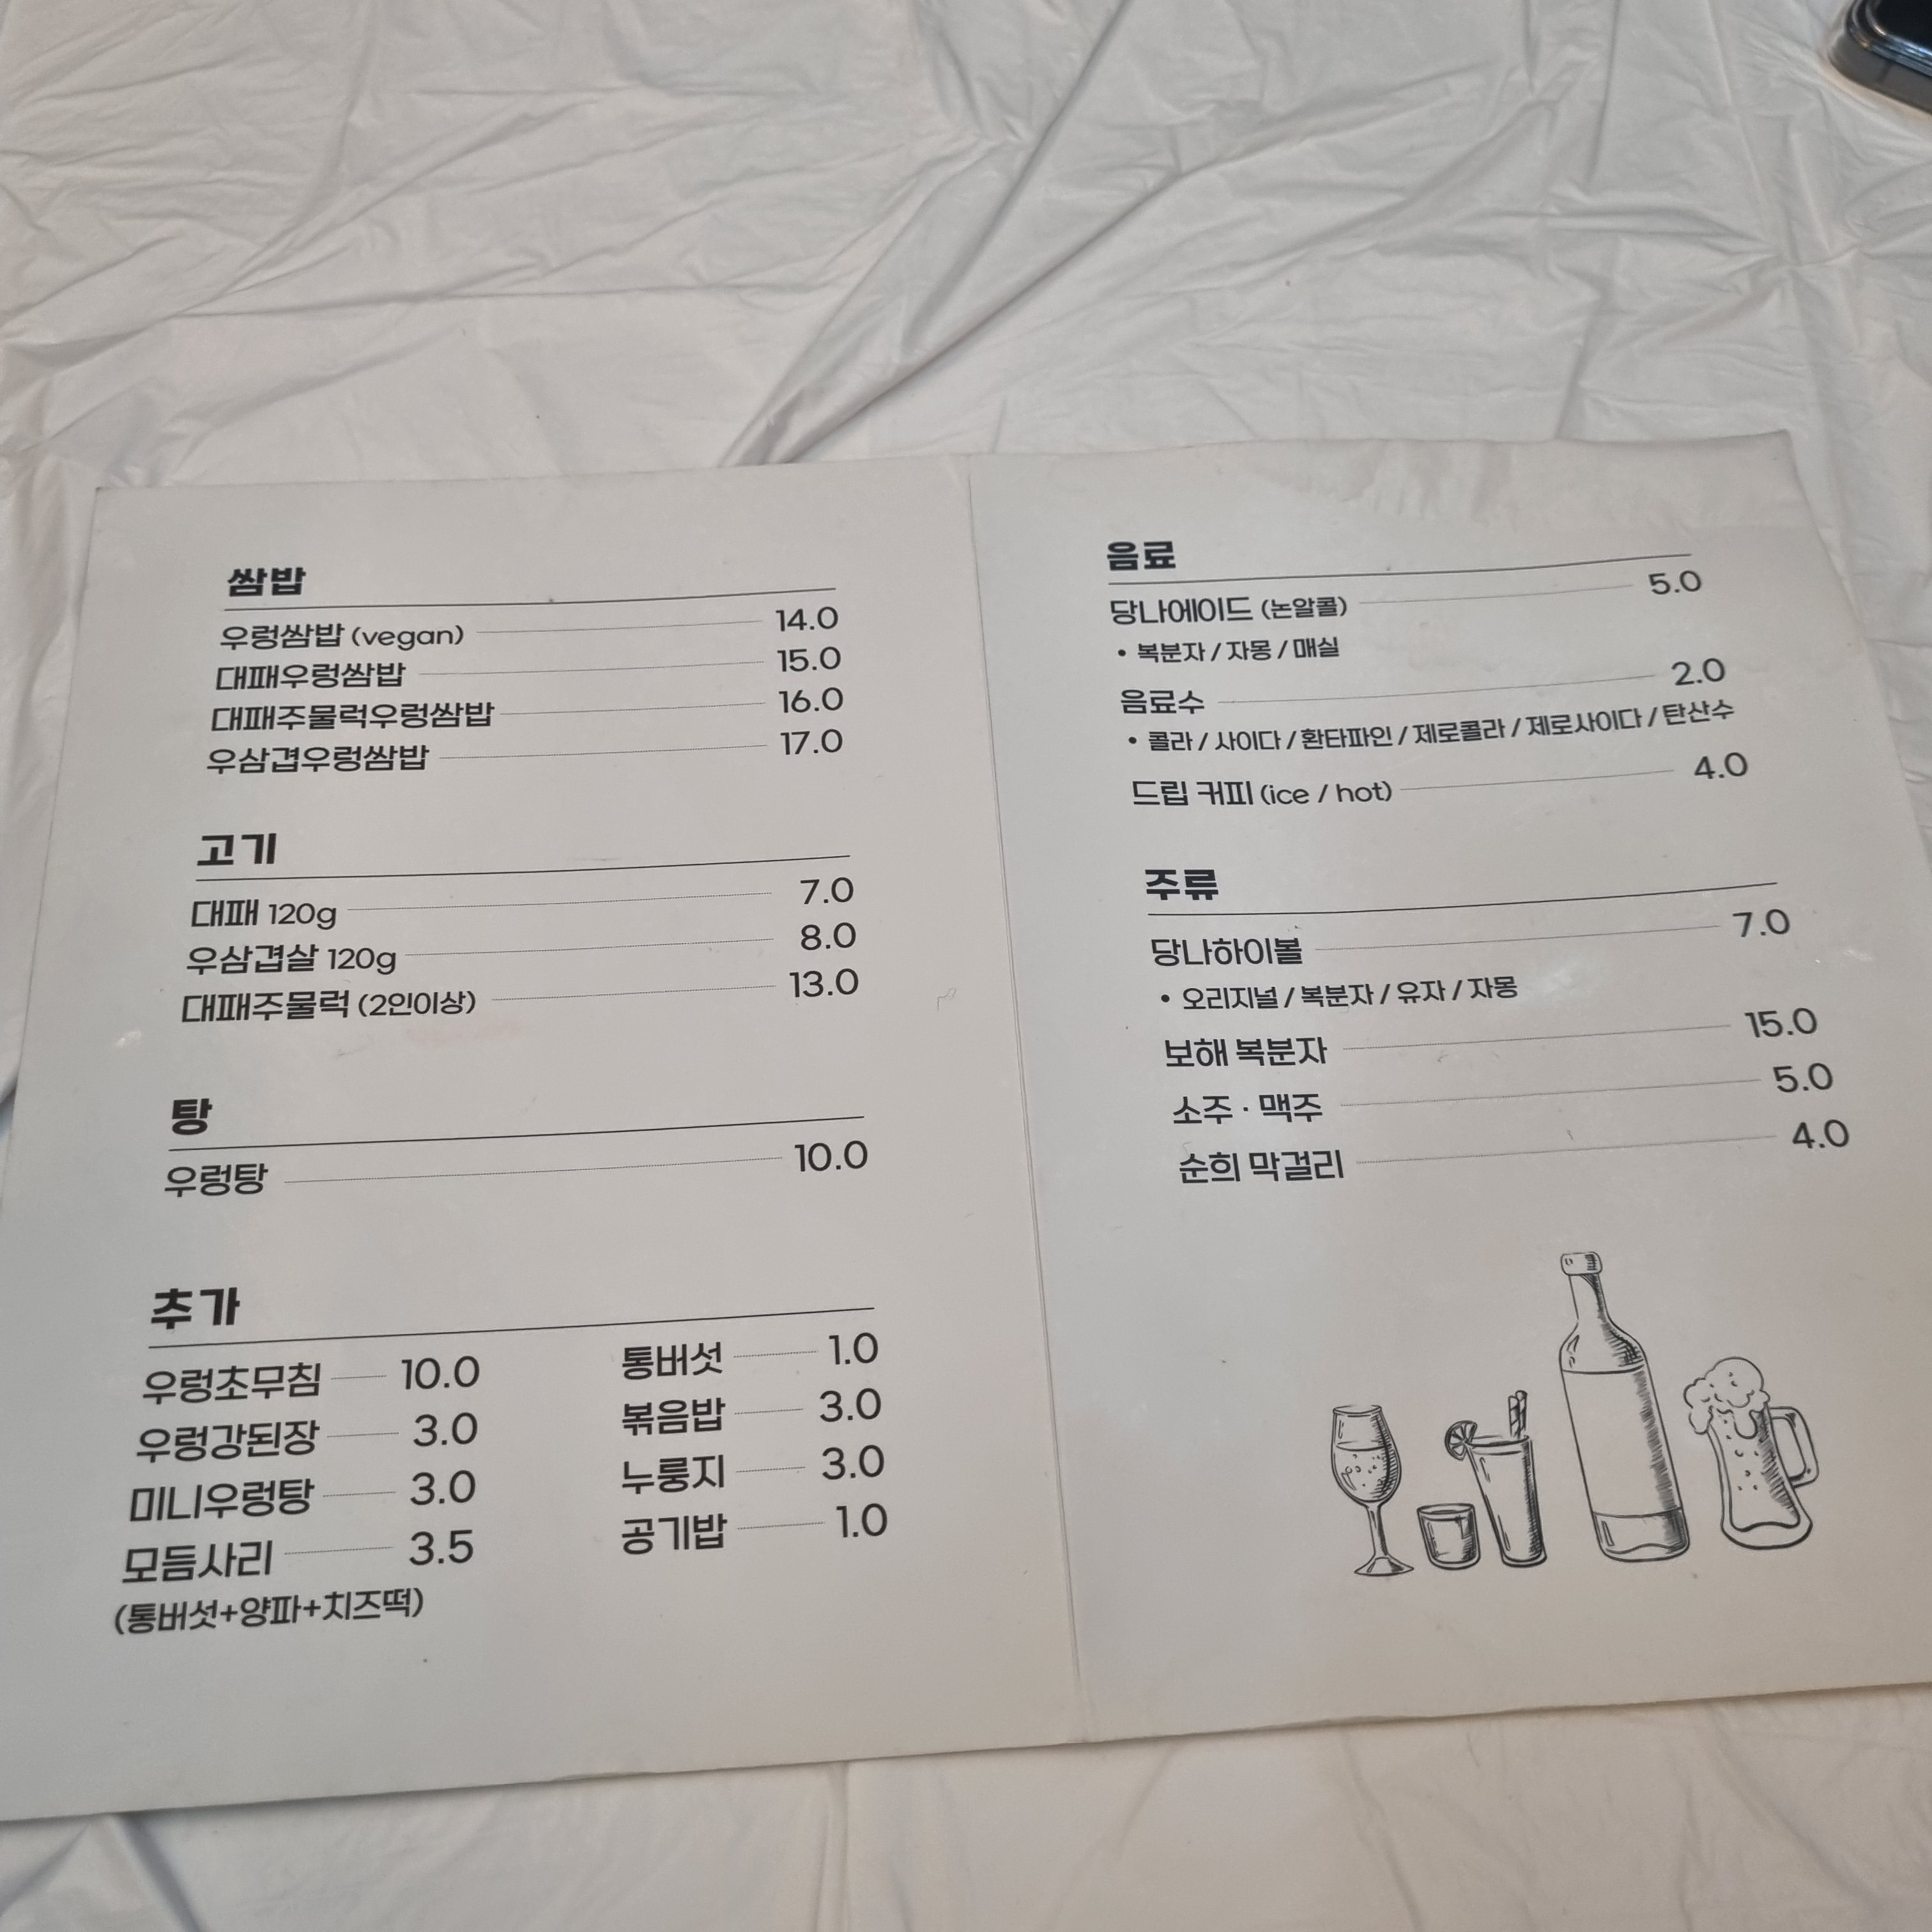 쌈밥
우렁쌈밥 (vegan) 14.0
대패우렁쌈밥 15.0
대패주물럭우렁쌈밥 16.0
우삼겹우렁쌈밥 17.0
고기
대패 120g 7.0
우삼겹살 120g 8.0
대패주물럭 (2인이상) 13.0
탕
우렁탕 10.0
추가
우렁초무침 10.0
우렁강된장 3.0
미니우렁탕 3.0
모듬사리 3.5
(통버섯+양파+치즈떡)
통버섯 1.0
볶음밥 3.0
누룽지 3.0
공기밥 1.0
음료
당나에이드 (논알콜) 5.0
• 복분자 / 자몽 / 매실
음료수 2.0
• 콜라 / 사이다 / 환타파인 / 제로콜라 / 제로사이다 / 탄산수
드립 커피 (ice / hot) 4.0
주류
당나하이볼 7.0
• 오리지널 / 복분자 / 유자 / 자몽
보해 복분자 15.0
소주 · 맥주 5.0
순희 막걸리 4.0